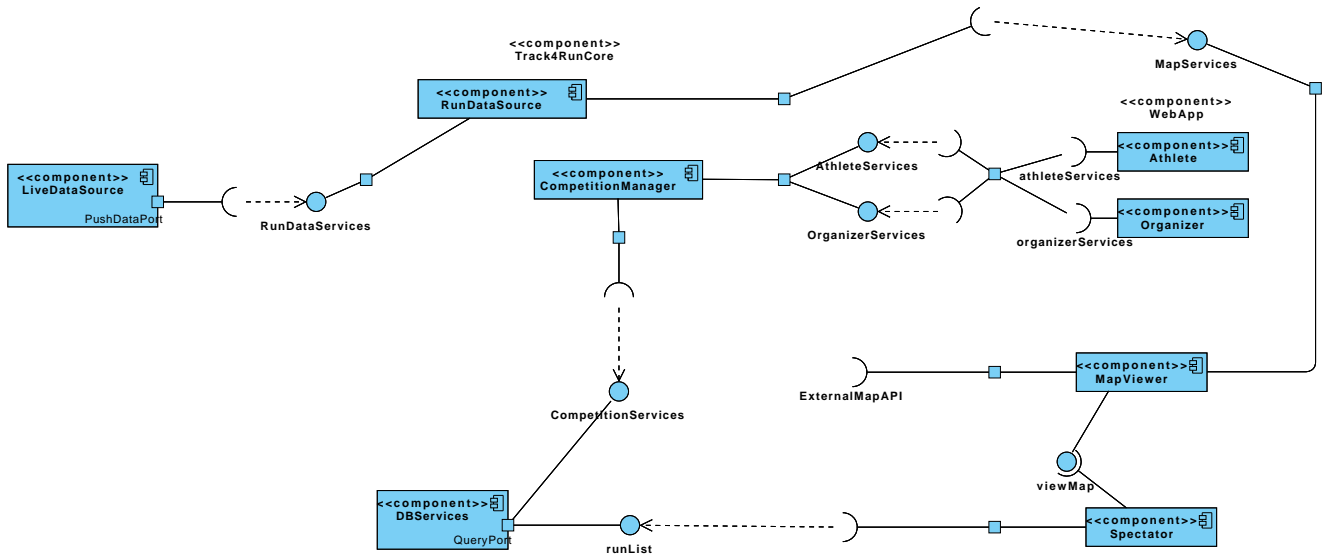 <<component>>
Track4RunCore
MapServices
<<component>>
RunDataSource
<<component>>
WebApp
<<component>>
LiveDataSource
PushDataPort
RunDataServices
<<component>>
CompetitionManager
AthleteServices
OrganizerServices
athleteServices
<<component>>
Athlete
organizerServices
<<component>>
Organizer
CompetitionServices
ExternalMapAPI
<<component>>
MapViewer
viewMap
<<component>>
DBServices
QueryPort
runList
<<component>>
Spectator